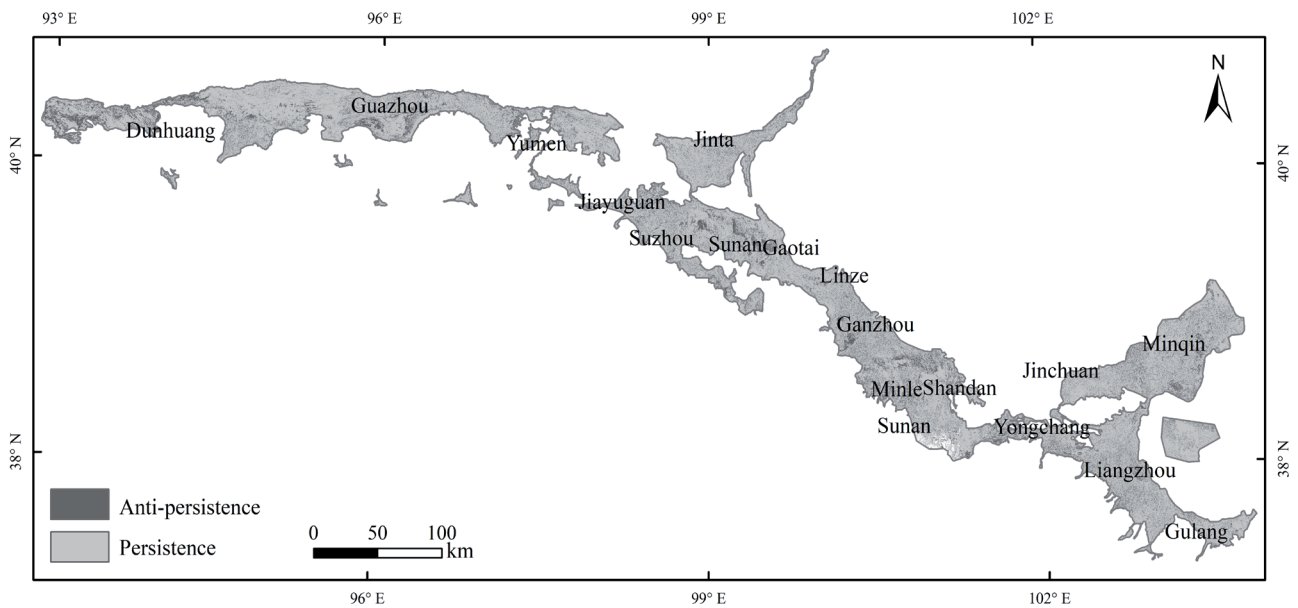 93° E
96° E
99° E
102° E
N
Guazhou
Dunhuang
Yumen
Jinta
40° N
40° N
Jiayuguan
Suzhou
Sunan
Gaotai
Linze
Ganzhou
Minqin
Jinchuan
Minle
Shandan
Sunan
Yongchang
38° N
38° N
Liangzhou
Gulang
Anti-persistence
Persistence
0 50 100
km
96° E
99° E
102° E